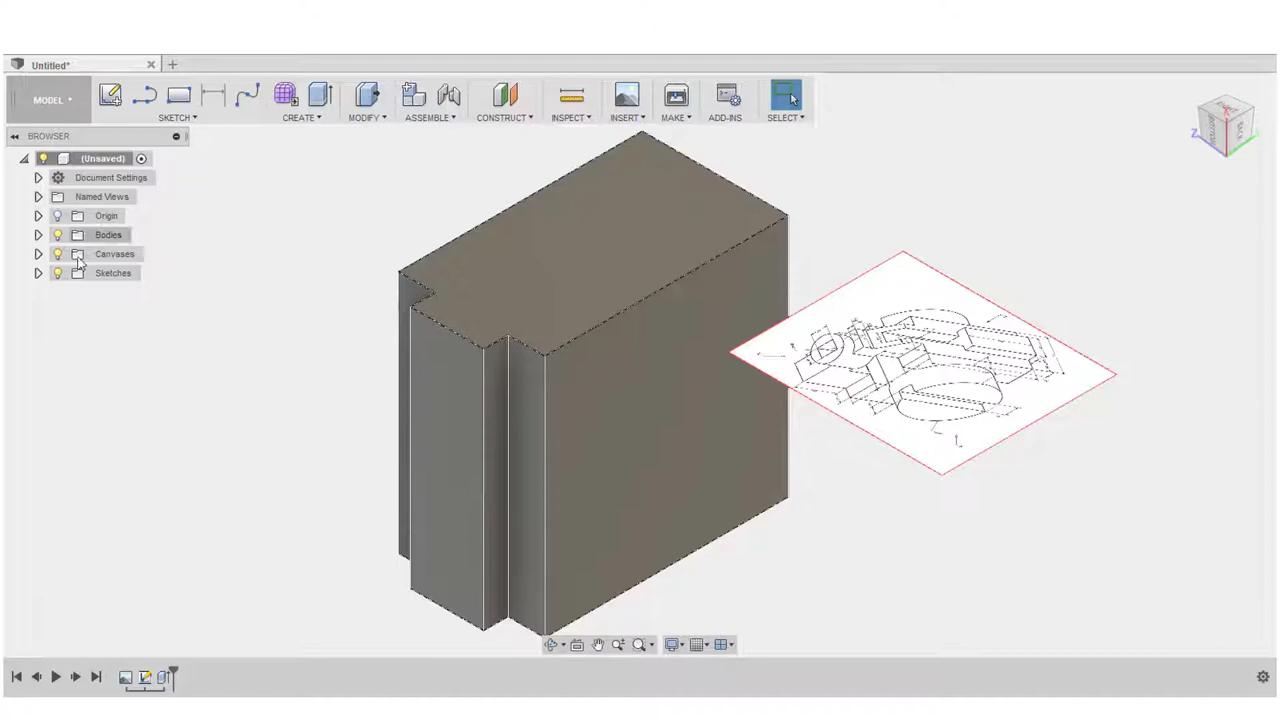 Untitled*
MODEL
SKETCH CREATE MODIFY ASSEMBLE CONSTRUCT INSPECT INSERT MAKE ADD-INS SELECT
BROWSER
(Unsaved)
Document Settings
Named Views
Origin
Bodies
Canvases
Sketches
BACK
Z
X